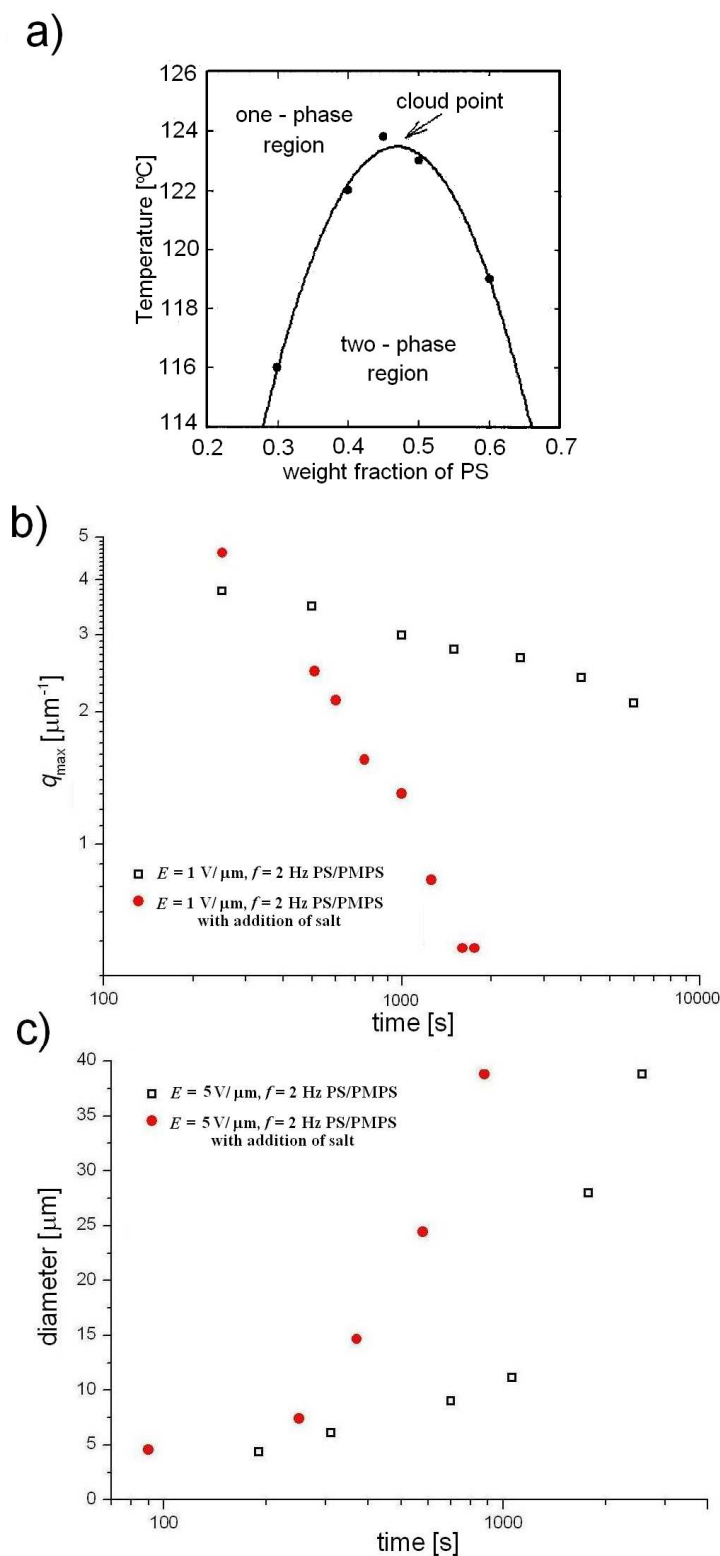 a)
126
124
122
120
118
116
114
Temperature [ºC]
one - phase
region
cloud point
two - phase
region
0.2 0.3 0.4 0.5 0.6 0.7
weight fraction of PS
b)
5
4
3
2
1
qmax [μm-1]
E = 1 V/ μm, f = 2 Hz PS/PMPS
E = 1 V/ μm, f = 2 Hz PS/PMPS
with addition of salt
100 1000 10000
time [s]
c)
40
35
30
25
20
15
10
5
0
diameter [μm]
E = 5 V/ μm, f = 2 Hz PS/PMPS
E = 5 V/ μm, f = 2 Hz PS/PMPS
with addition of salt
100 1000
time [s]